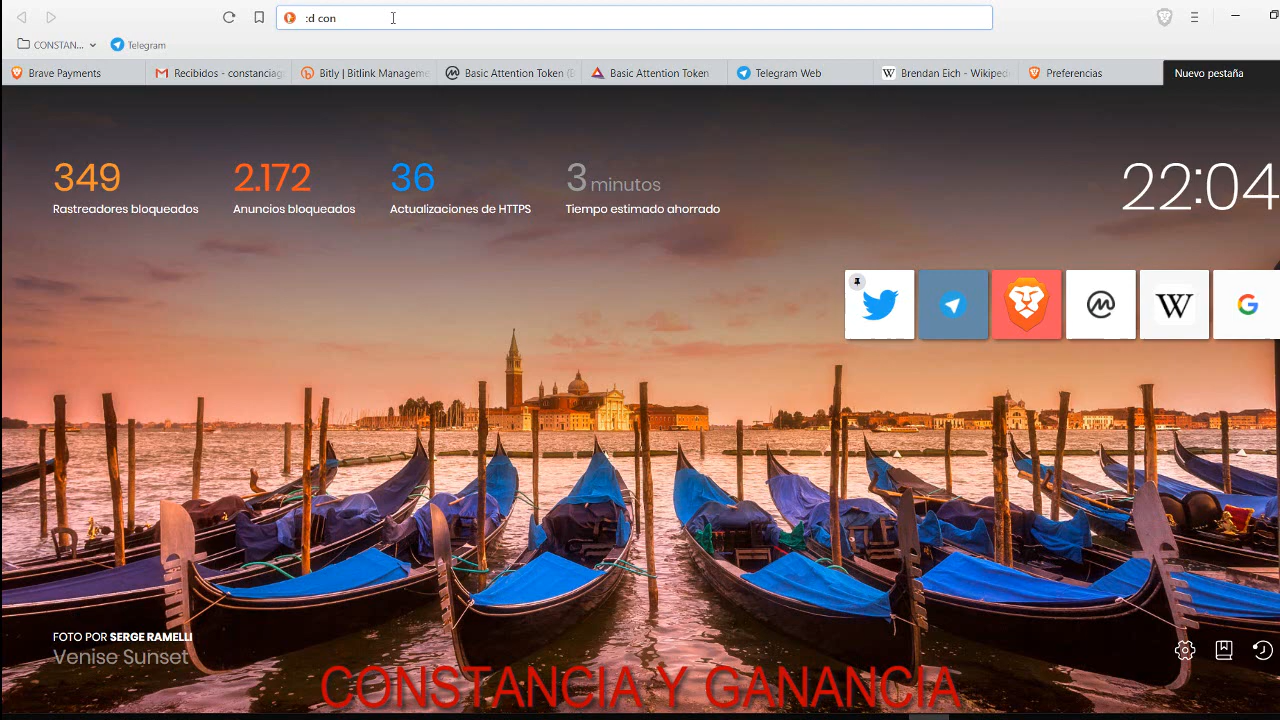 :d con
CONSTAN...
Telegram
Brave Payments
Recibidos - constanciag
Bitly | Bitlink Manageme
Basic Attention Token (
Basic Attention Token
Telegram Web
Brendan Eich - Wikiped
Preferencias
Nuevo pestaña
349
Rastreadores bloqueados
2.172
Anuncios bloqueados
36
Actualizaciones de HTTPS
3 minutos
Tiempo estimado ahorrado
22:04
W
G
FOTO POR SERGE RAMELLI
Venise Sunset
CONSTANCIA Y GANANCIA